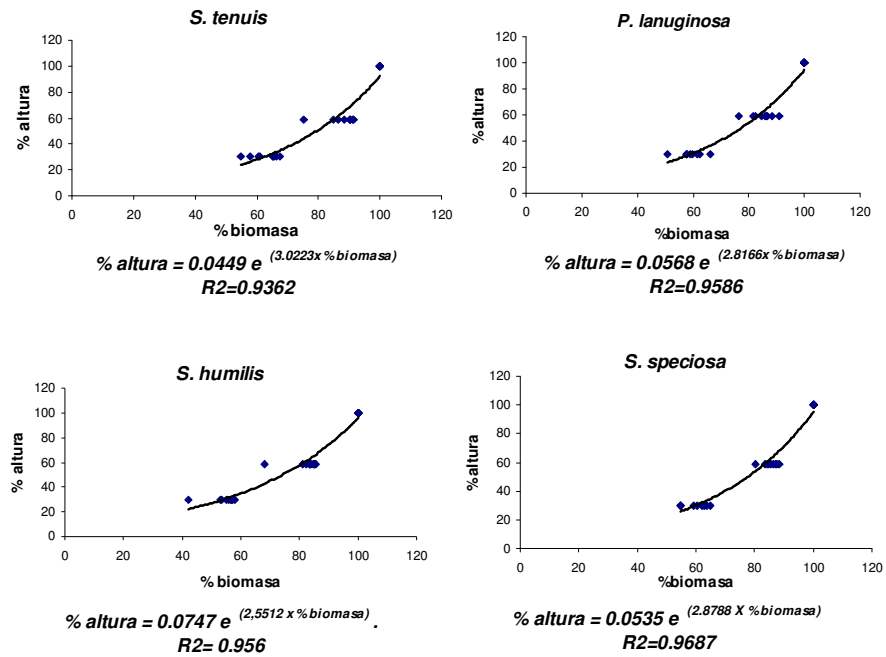 S. tenuis
120
100
80
60
40
20
0
% altura
0 20 40 60 80 100 120
% biomasa
% altura = 0.0449 e (3.0223x % biomasa)
R2=0.9362
P. lanuginosa
120
100
80
60
40
20
0
% altura
0 20 40 60 80 100 120
%biomasa
% altura = 0.0568 e (2.8166x % biomasa)
R2=0.9586
S. humilis
120
100
80
60
40
20
0
% altura
0 20 40 60 80 100 120
% biomasa
% altura = 0.0747 e (2,5512 x % biomasa) .
R2= 0.956
S. speciosa
120
100
80
60
40
20
0
% altura
0 20 40 60 80 100 120
%biomasa
% altura = 0.0535 e (2.8788 X % biomasa)
R2=0.9687